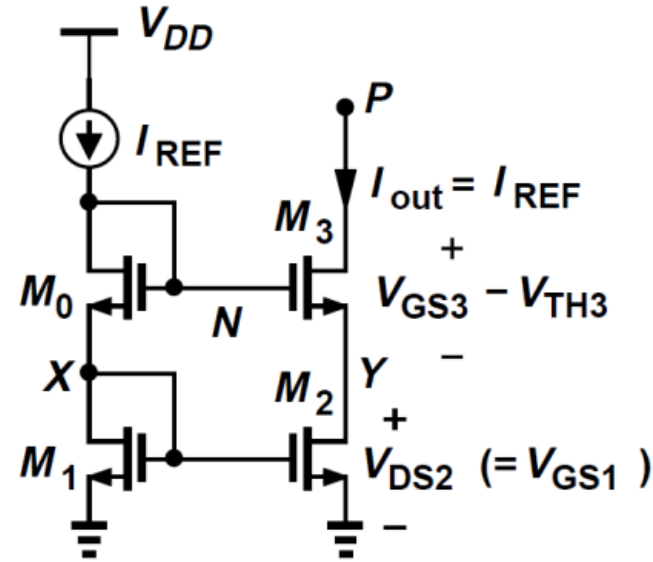 V_DD
I_REF
P
I_out = I_REF
M_3
+
M_0
N
V_GS3 − V_TH3
−
X
Y
M_2
+
M_1
V_DS2 (= V_GS1 )
−